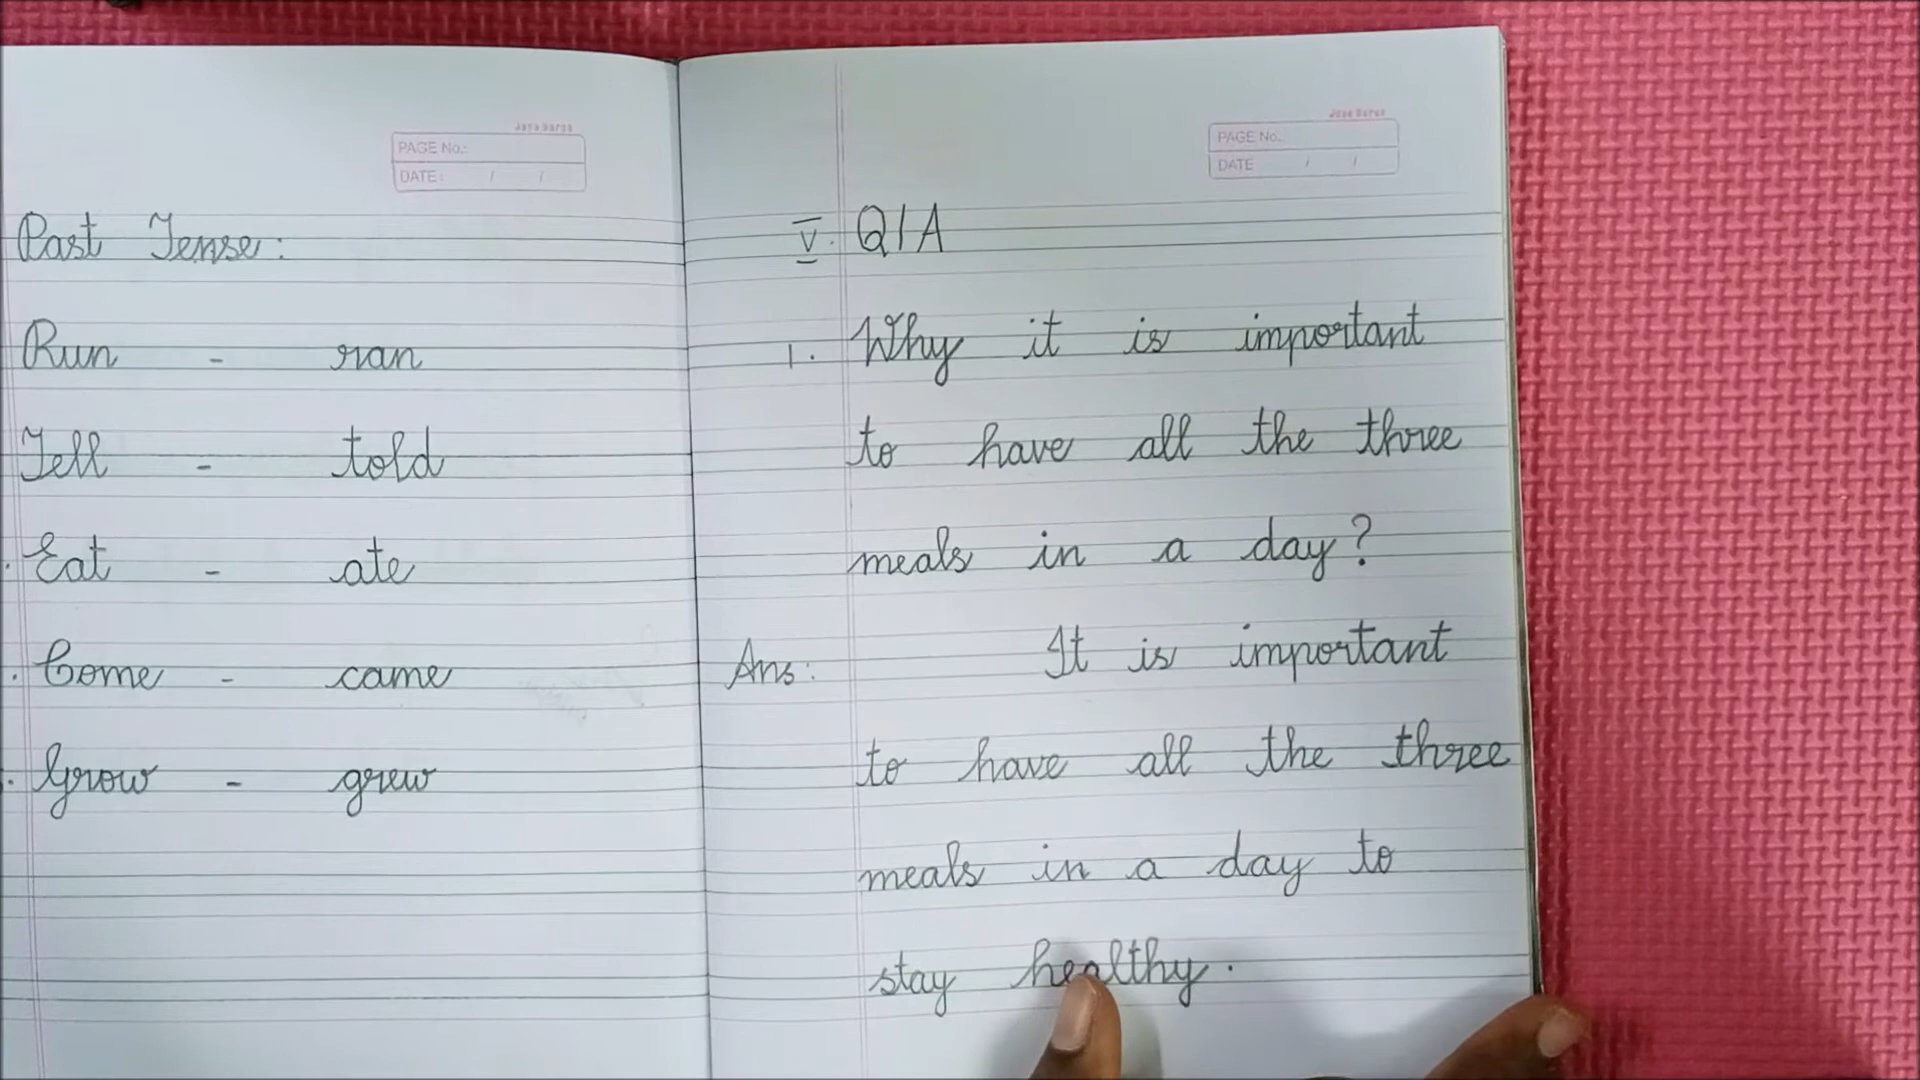 PAGE No.:
DATE: / /
Past Tense:
Run - ran
Tell - told
Eat - ate
Come - came
Grow - grew
PAGE No.
DATE / /
V. Q/A
1. Why it is important
to have all the three
meals in a day?
Ans: It is important
to have all the three
meals in a day to
stay healthy.